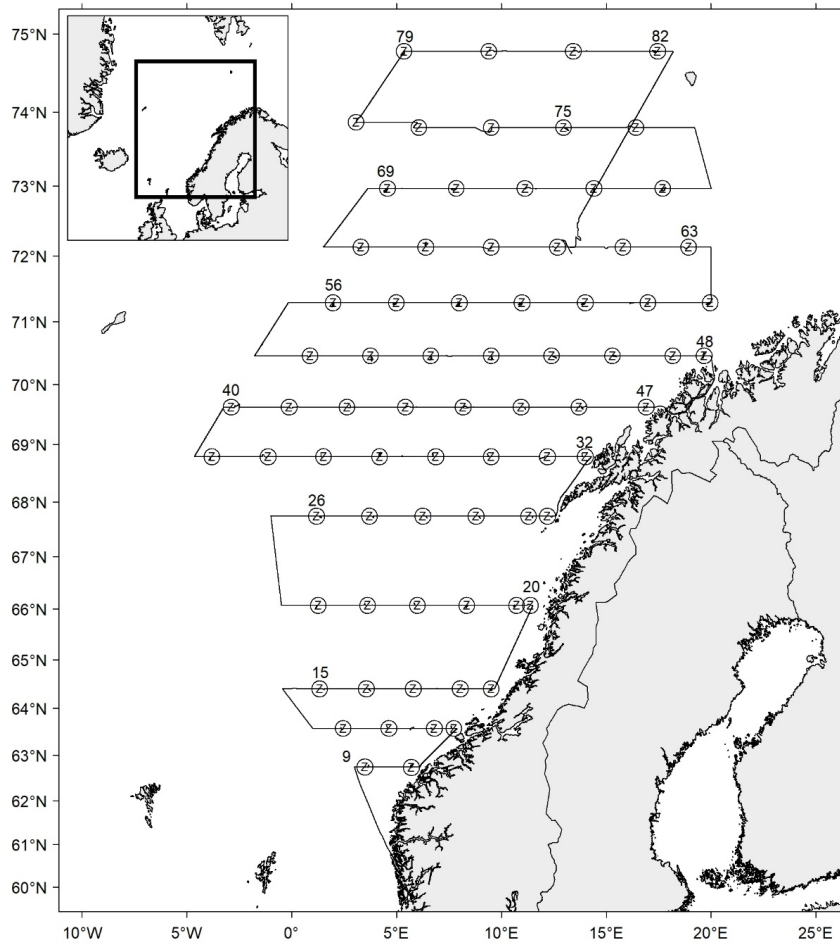 75°N
79 82
Z Z Z Z
74°N
75
Z Z Z Z Z
73°N
69
Z Z Z Z Z
72°N
63
Z Z Z Z Z Z
56
Z Z Z Z Z Z Z
71°N
48
Z Z Z Z Z Z Z Z
70°N
40 47
Z Z Z Z Z Z Z Z
69°N
32
Z Z Z Z Z Z Z Z
68°N
26
Z Z Z Z Z Z
67°N
66°N
20
Z Z Z Z Z Z
65°N
15
Z Z Z Z Z
64°N
Z Z Z Z
63°N
9
Z Z
62°N
61°N
60°N
10°W 5°W 0° 5°E 10°E 15°E 20°E 25°E